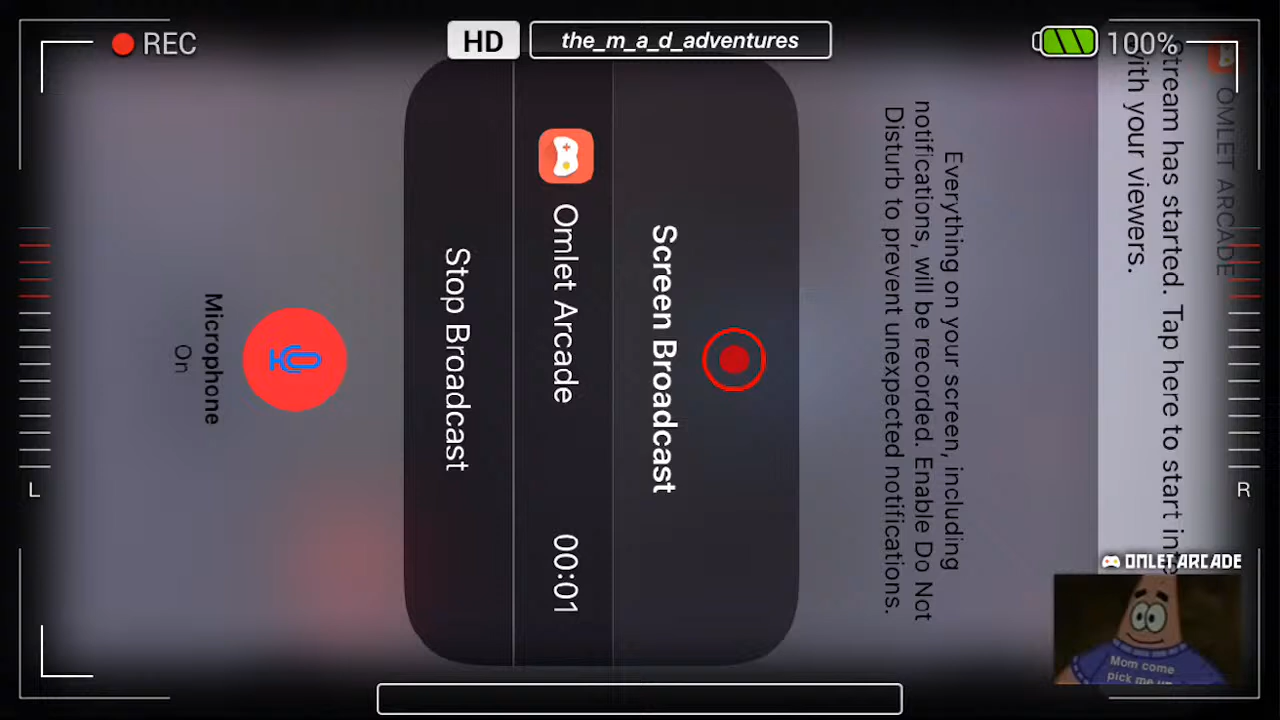 REC
HD
the_m_a_d_adventures
100%
OMLET ARCADE
Stream has started. Tap here to start
with your viewers.
Everything on your screen, including
notifications, will be recorded. Enable Do Not
Disturb to prevent unexpected notifications.
Screen Broadcast
Omlet Arcade 00:01
Stop Broadcast
Microphone
On
L
R
OMLET ARCADE
Mom come
pick me up